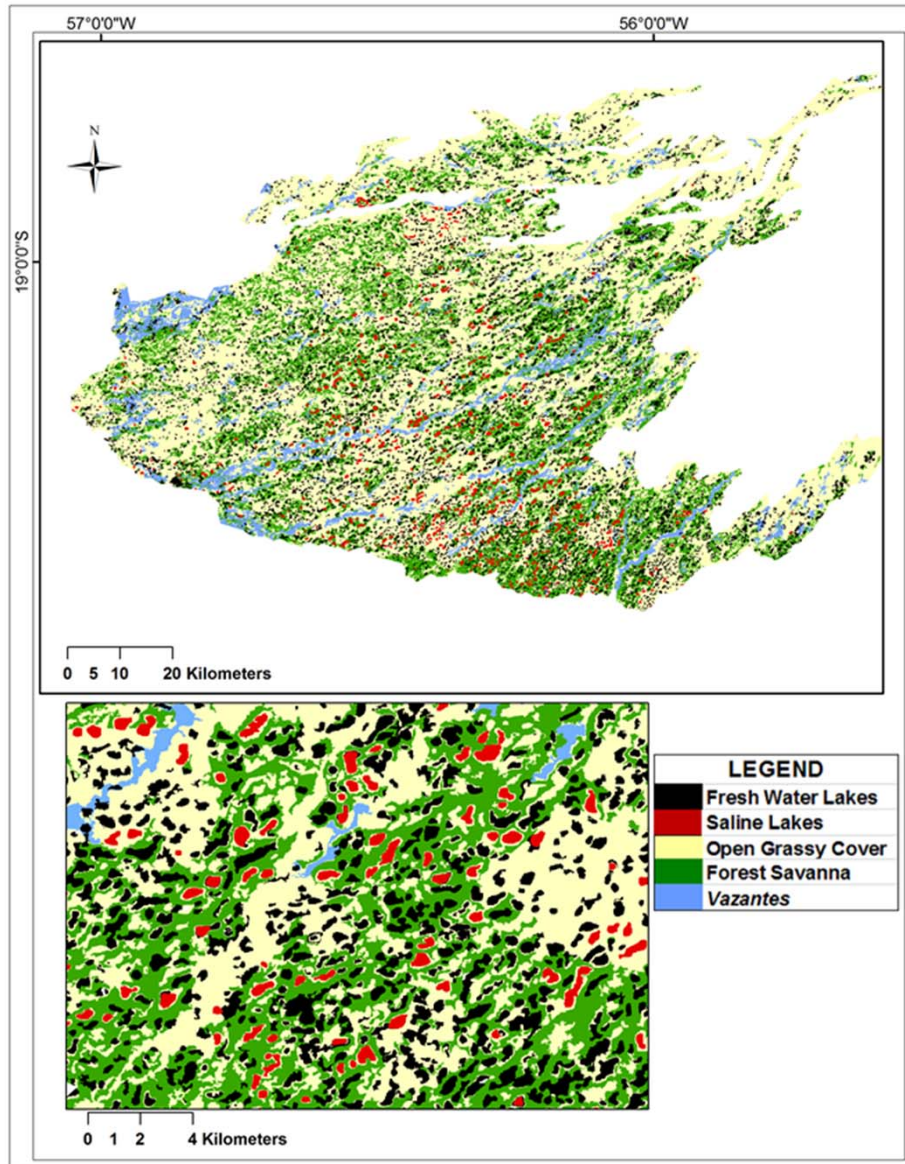 57°0'0"W
56°0'0"W
N
19°0'0"S
0 5 10 20 Kilometers
LEGEND
Fresh Water Lakes
Saline Lakes
Open Grassy Cover
Forest Savanna
Vazantes
0 1 2 4 Kilometers